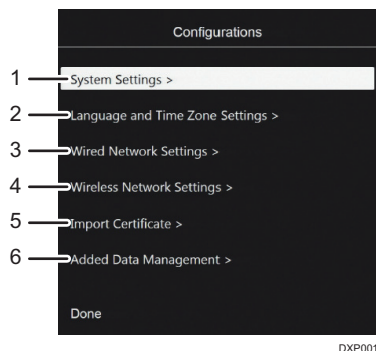 Configurations
1 System Settings >
2 Language and Time Zone Settings >
3 Wired Network Settings >
4 Wireless Network Settings >
5 Import Certificate >
6 Added Data Management >
Done
DXP001